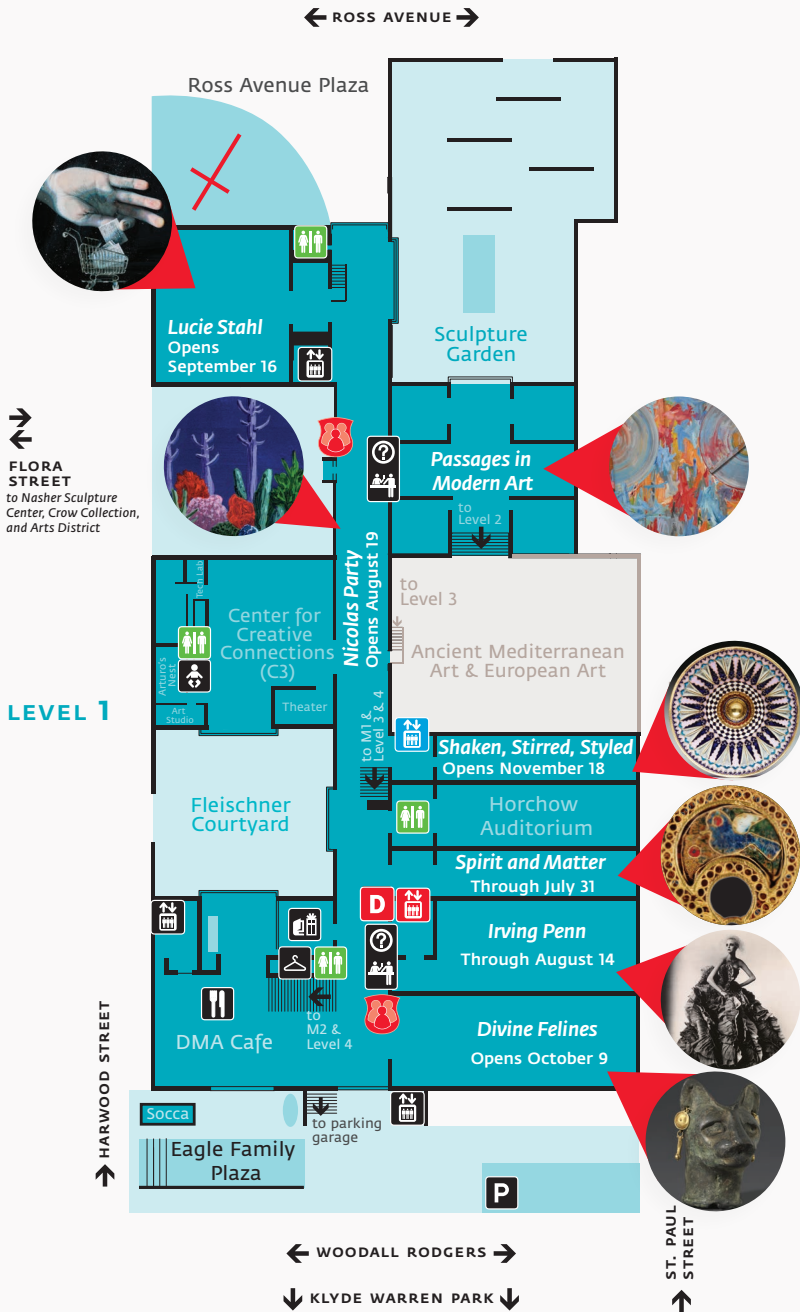 ROSS AVENUE
Ross Avenue Plaza
Lucie Stahl
Opens
September 16
Sculpture
Garden
FLORA
STREET
to Nasher Sculpture
Center, Crow Collection,
and Arts District
?
Passages in
Modern Art
to
Level 2
Nicolas Party
Opens August 19
Tech Lab
Center for
Creative
Connections
(C3)
Arturo's
Nest
Art
Studio
Theater
to
Level 3
Ancient Mediterranean
Art & European Art
LEVEL 1
to M1 &
Level 3 & 4
Shaken, Stirred, Styled
Opens November 18
Fleischner
Courtyard
Horchow
Auditorium
Spirit and Matter
Through July 31
D
?
Irving Penn
Through August 14
to
M2 &
Level 4
DMA Cafe
Divine Felines
Opens October 9
HARWOOD STREET
Socca
to parking
garage
Eagle Family
Plaza
P
ST. PAUL
STREET
WOODALL RODGERS
KLYDE WARREN PARK